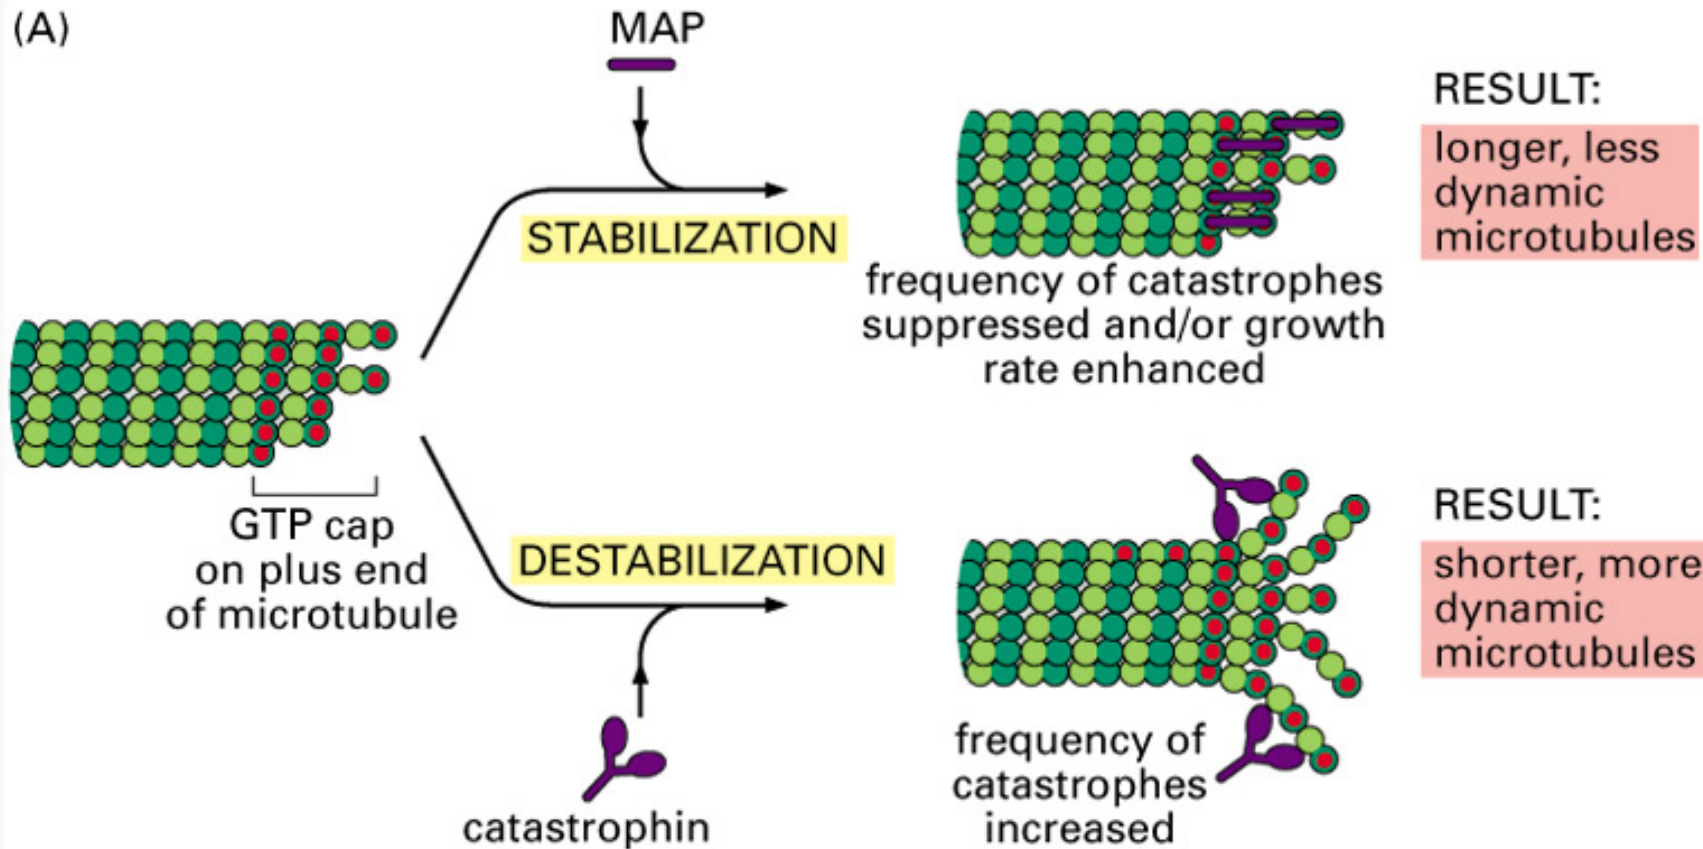 (A)
MAP
STABILIZATION
frequency of catastrophes
suppressed and/or growth
rate enhanced
RESULT:
longer, less
dynamic
microtubules
GTP cap
on plus end
of microtubule
DESTABILIZATION
catastrophin
frequency of
catastrophes
increased
RESULT:
shorter, more
dynamic
microtubules